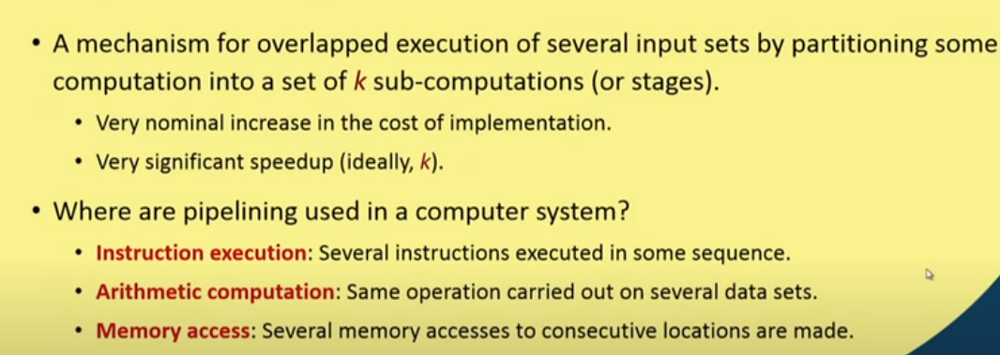 • A mechanism for overlapped execution of several input sets by partitioning some
computation into a set of k sub-computations (or stages).
• Very nominal increase in the cost of implementation.
• Very significant speedup (ideally, k).
• Where are pipelining used in a computer system?
• Instruction execution: Several instructions executed in some sequence.
• Arithmetic computation: Same operation carried out on several data sets.
• Memory access: Several memory accesses to consecutive locations are made.